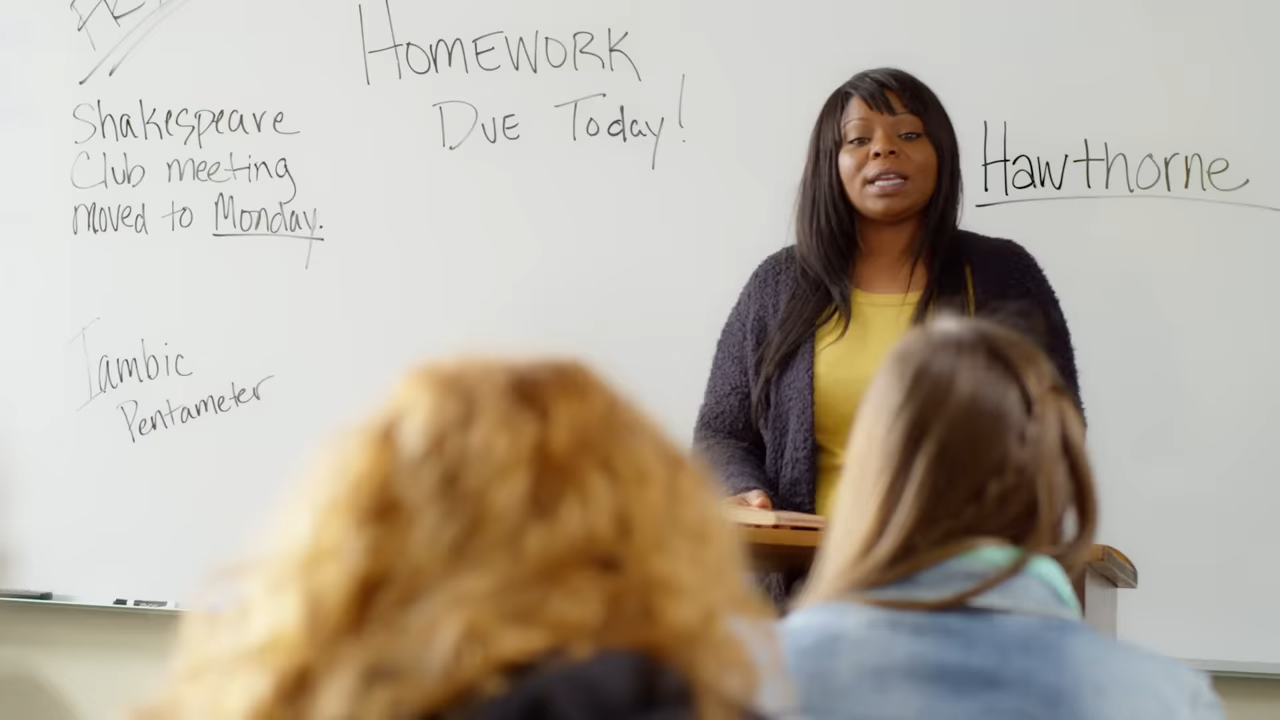 Homework
Due Today!
Shakespeare
Club meeting
moved to Monday.
Iambic
Pentameter
Hawthorne